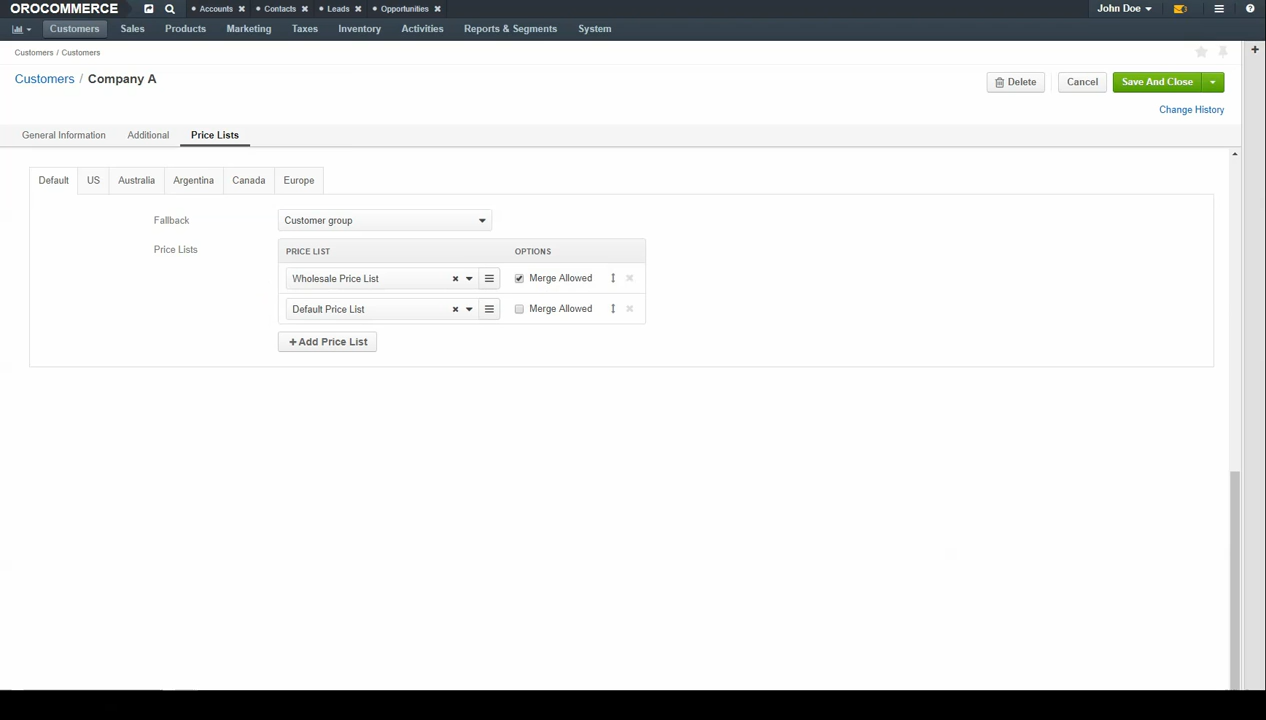 OROCOMMERCE Accounts Contacts Leads Opportunities John Doe
Customers Sales Products Marketing Taxes Inventory Activities Reports & Segments System
Customers / Customers
Customers / Company A Delete Cancel Save And Close
Change History
General Information Additional Price Lists
Default US Australia Argentina Canada Europe
Fallback Customer group
Price Lists PRICE LIST OPTIONS
Wholesale Price List Merge Allowed
Default Price List Merge Allowed
+ Add Price List